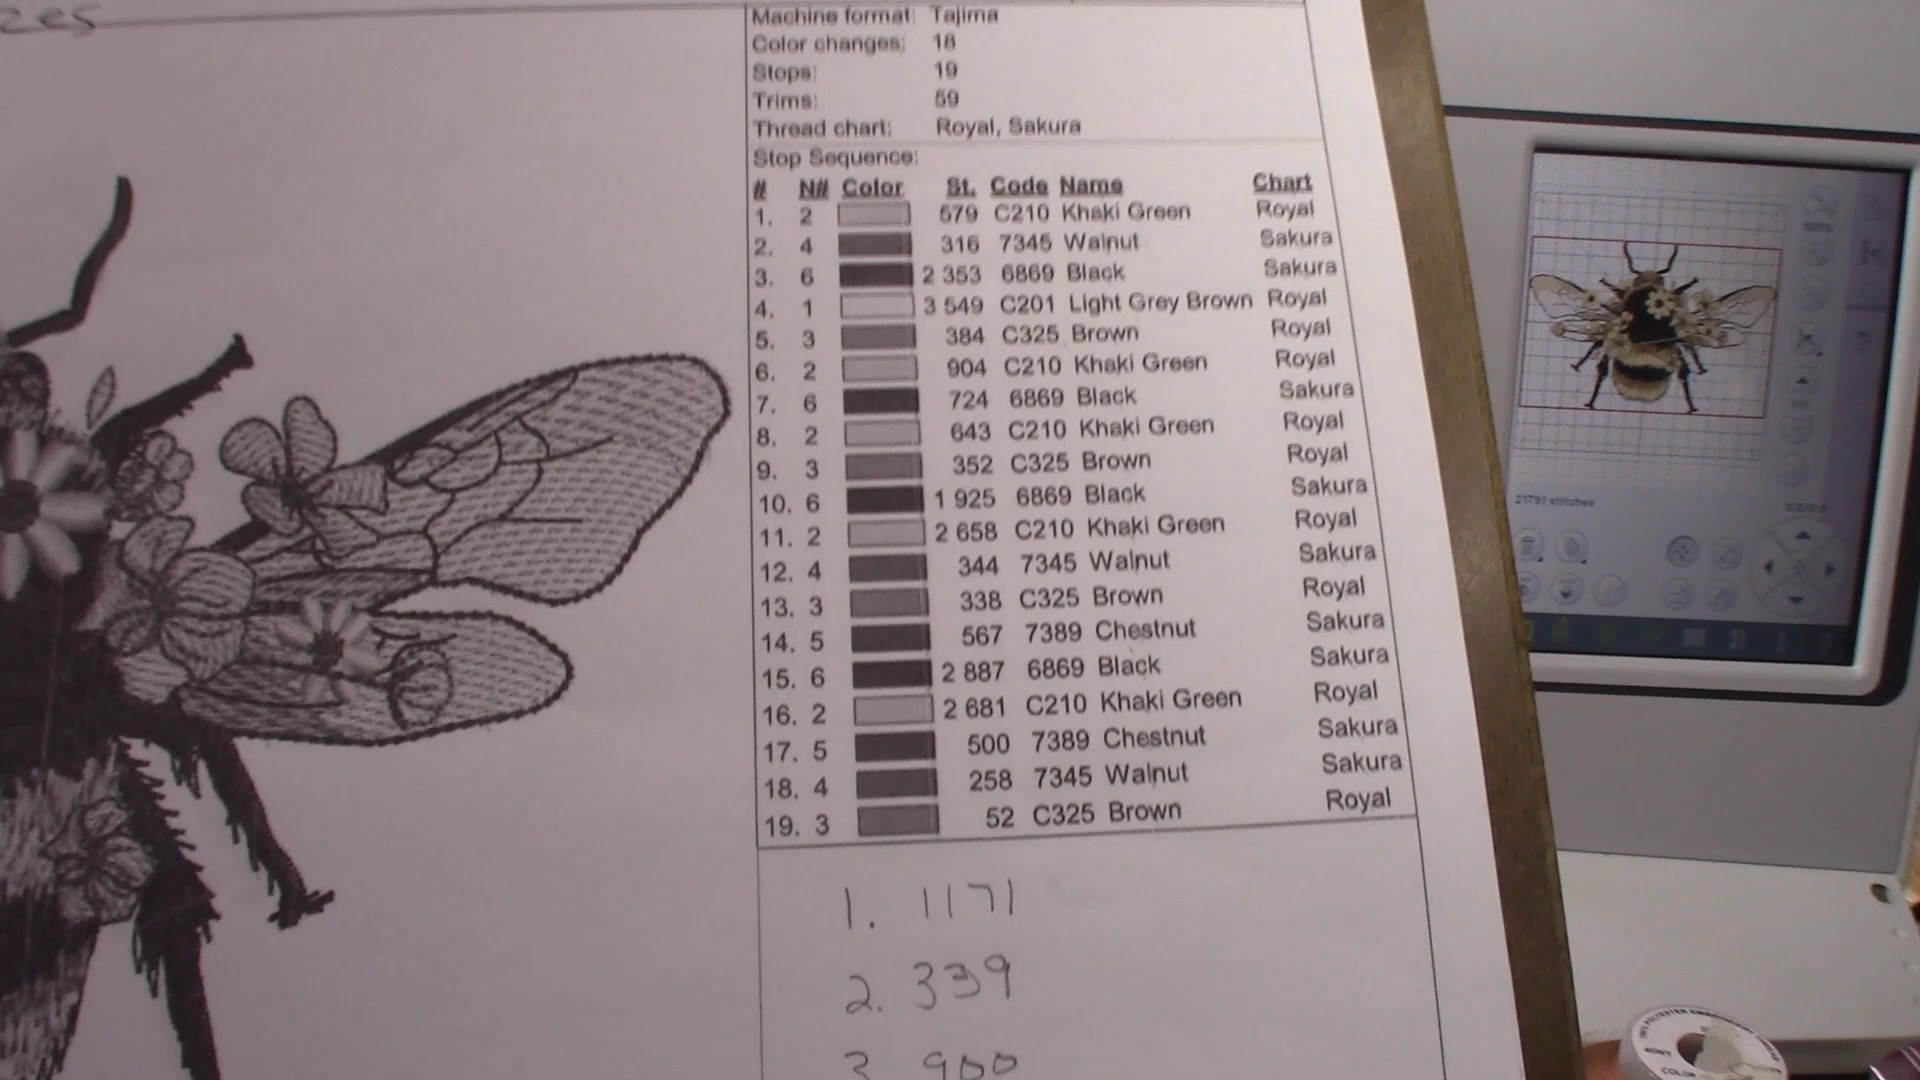 zes
Machine format: Tajima
Color changes: 18
Stops: 19
Trims: 59
Thread chart: Royal, Sakura
Stop Sequence:
# N# Color St. Code Name Chart
1. 2 579 C210 Khaki Green Royal
2. 4 316 7345 Walnut Sakura
3. 6 2 353 6869 Black Sakura
4. 1 3 549 C201 Light Grey Brown Royal
5. 3 384 C325 Brown Royal
6. 2 904 C210 Khaki Green Royal
7. 6 724 6869 Black Sakura
8. 2 643 C210 Khaki Green Royal
9. 3 352 C325 Brown Royal
10. 6 1 925 6869 Black Sakura
11. 2 2 658 C210 Khaki Green Royal
12. 4 344 7345 Walnut Sakura
13. 3 338 C325 Brown Royal
14. 5 567 7389 Chestnut Sakura
15. 6 2 887 6869 Black Sakura
16. 2 2 681 C210 Khaki Green Royal
17. 5 500 7389 Chestnut Sakura
18. 4 258 7345 Walnut Sakura
19. 3 52 C325 Brown Royal
1. 1171
2. 339
3. 900
21791 stitches